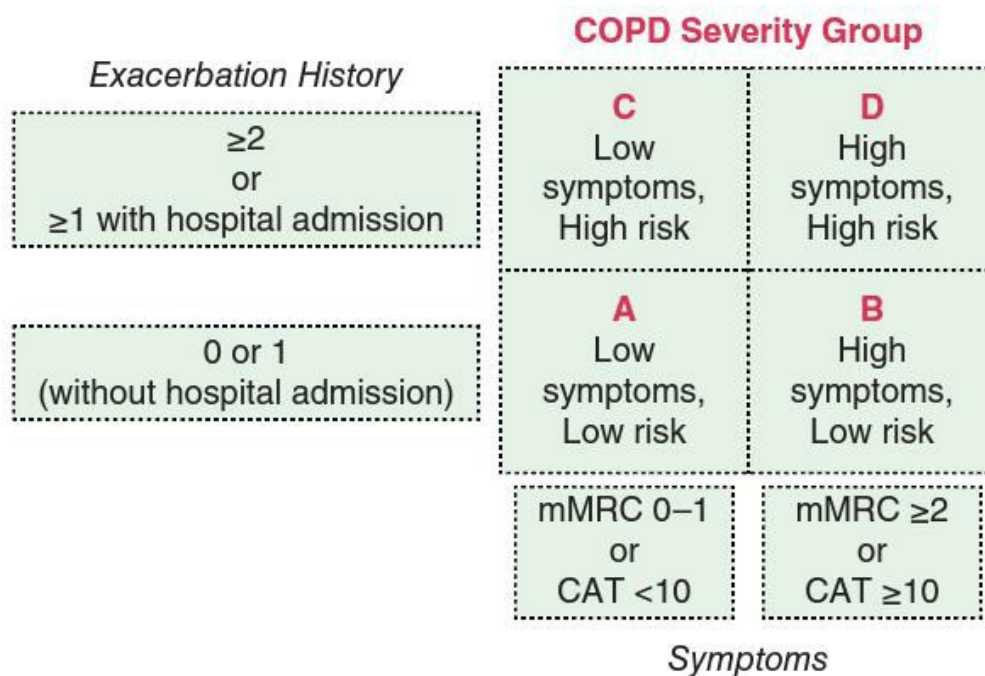 COPD Severity Group
Exacerbation History
≥2
or
≥1 with hospital admission
C
Low
symptoms,
High risk
D
High
symptoms,
High risk
0 or 1
(without hospital admission)
A
Low
symptoms,
Low risk
B
High
symptoms,
Low risk
mMRC 0–1
or
CAT <10
mMRC ≥2
or
CAT ≥10
Symptoms